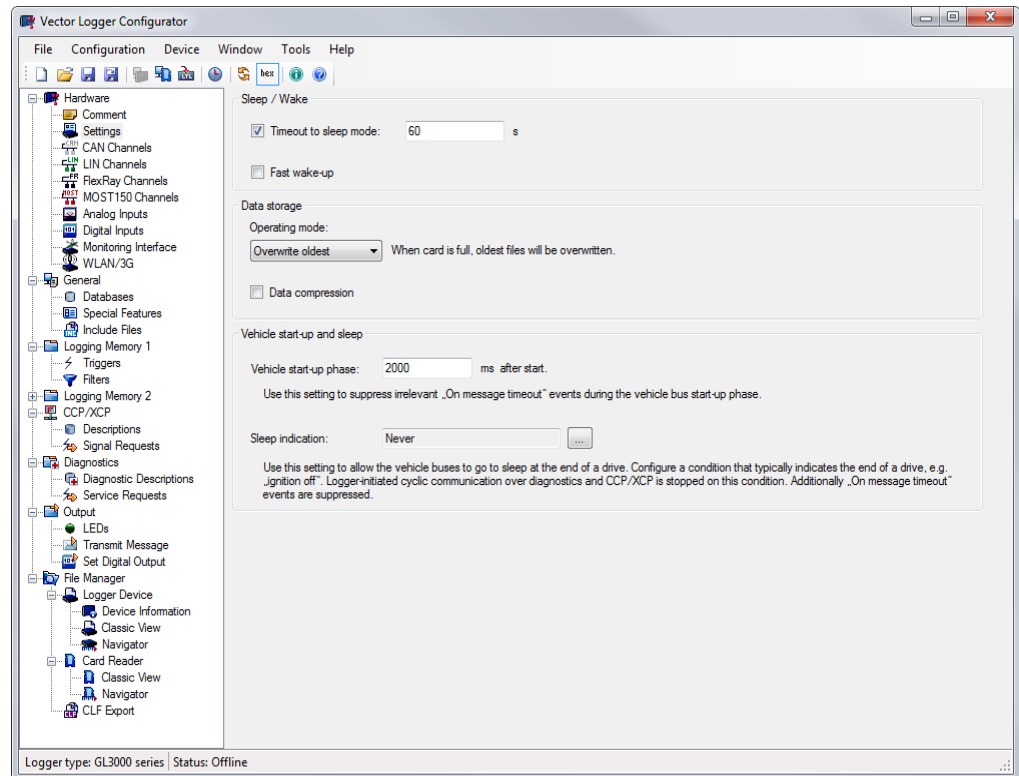 Vector Logger Configurator
File Configuration Device Window Tools Help
hex
Hardware
Comment
Settings
CAN Channels
LIN Channels
FlexRay Channels
MOST150 Channels
Analog Inputs
Digital Inputs
Monitoring Interface
WLAN/3G
General
Databases
Special Features
Include Files
Logging Memory 1
Triggers
Filters
Logging Memory 2
CCP/XCP
Descriptions
Signal Requests
Diagnostics
Diagnostic Descriptions
Service Requests
Output
LEDs
Transmit Message
Set Digital Output
File Manager
Logger Device
Device Information
Classic View
Navigator
Card Reader
Classic View
Navigator
CLF Export
Sleep / Wake
Timeout to sleep mode: 60 s
Fast wake-up
Data storage
Operating mode:
Overwrite oldest When card is full, oldest files will be overwritten.
Data compression
Vehicle start-up and sleep
Vehicle start-up phase: 2000 ms after start.
Use this setting to suppress irrelevant „On message timeout" events during the vehicle bus start-up phase.
Sleep indication: Never ...
Use this setting to allow the vehicle buses to go to sleep at the end of a drive. Configure a condition that typically indicates the end of a drive, e.g.
„ignition off". Logger-initiated cyclic communication over diagnostics and CCP/XCP is stopped on this condition. Additionally „On message timeout"
events are suppressed.
Logger type: GL3000 series Status: Offline